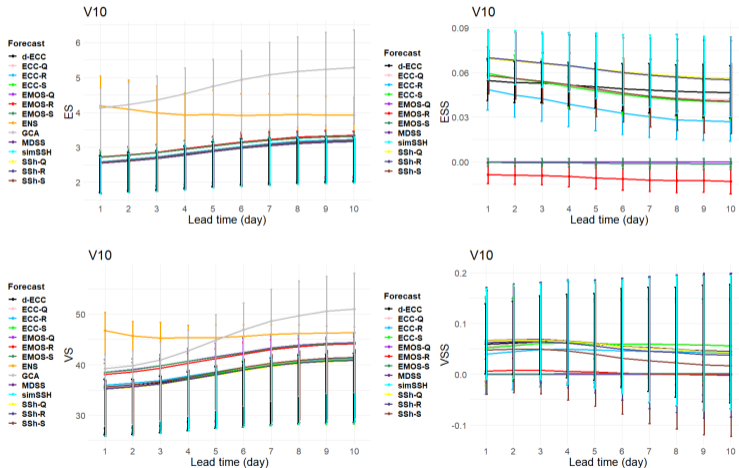 V10
Forecast
d-ECC
ECC-Q
ECC-R
ECC-S
EMOS-Q
EMOS-R
EMOS-S
ENS
GCA
MDSS
simSSH
SSh-Q
SSh-R
SSh-S
ES
6
5
4
3
2
1 2 3 4 5 6 7 8 9 10
Lead time (day)
V10
Forecast
d-ECC
ECC-Q
ECC-R
ECC-S
EMOS-Q
EMOS-R
EMOS-S
MDSS
simSSH
SSh-Q
SSh-R
SSh-S
ESS
0.09
0.06
0.03
0.00
1 2 3 4 5 6 7 8 9 10
Lead time (day)
V10
Forecast
d-ECC
ECC-Q
ECC-R
ECC-S
EMOS-Q
EMOS-R
EMOS-S
ENS
GCA
MDSS
simSSH
SSh-Q
SSh-R
SSh-S
VS
50
40
30
1 2 3 4 5 6 7 8 9 10
Lead time (day)
V10
Forecast
d-ECC
ECC-Q
ECC-R
ECC-S
EMOS-Q
EMOS-R
EMOS-S
MDSS
simSSH
SSh-Q
SSh-R
SSh-S
VSS
0.2
0.1
0.0
-0.1
1 2 3 4 5 6 7 8 9 10
Lead time (day)